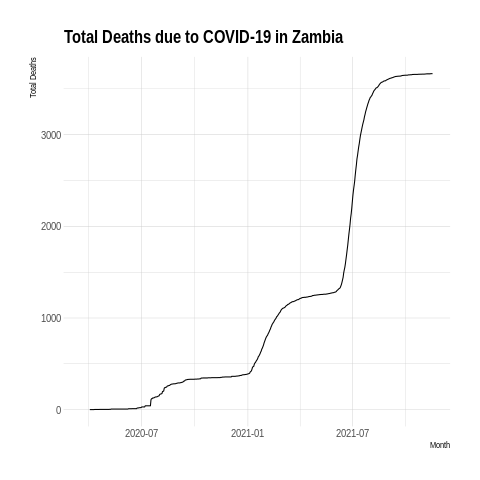 Total Deaths due to COVID-19 in Zambia
Total Deaths
3000
2000
1000
0
2020-07
2021-01
2021-07
Month